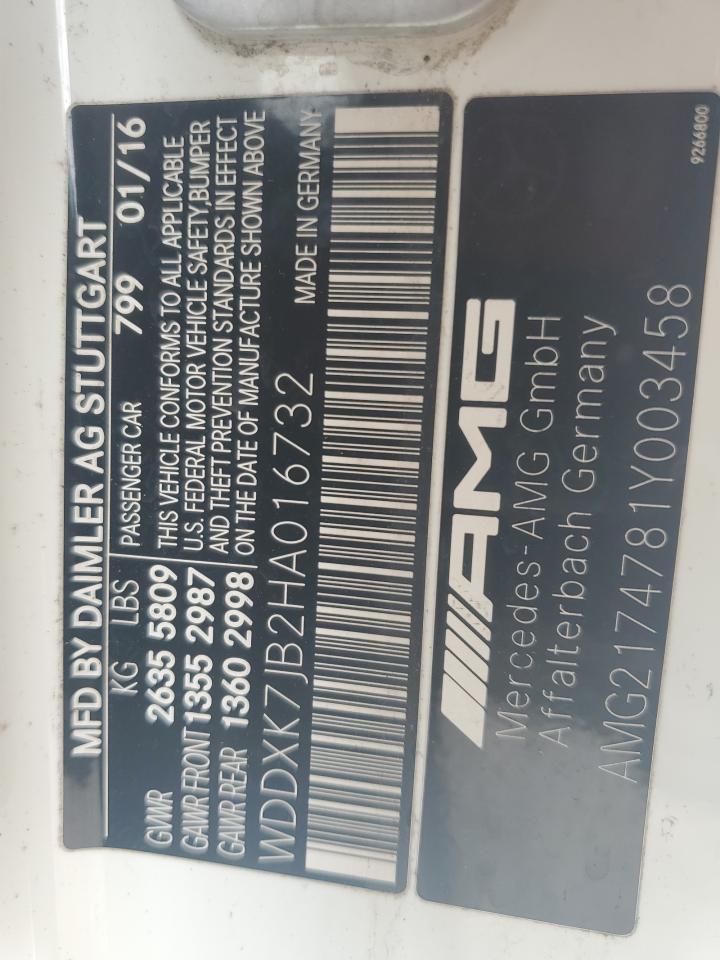 MFD BY DAIMLER AG STUTTGART
KG LBS PASSENGER CAR 799 01/16
GVWR 2635 5809 THIS VEHICLE CONFORMS TO ALL APPLICABLE
GAWR FRONT 1355 2987 U.S. FEDERAL MOTOR VEHICLE SAFETY,BUMPER
GAWR REAR 1360 2998 AND THEFT PREVENTION STANDARDS IN EFFECT
ON THE DATE OF MANUFACTURE SHOWN ABOVE
WDDXK7JB2HA016732 MADE IN GERMANY
AMG
Mercedes-AMG GmbH
Affalterbach Germany
AMG2174781Y003458
9266800